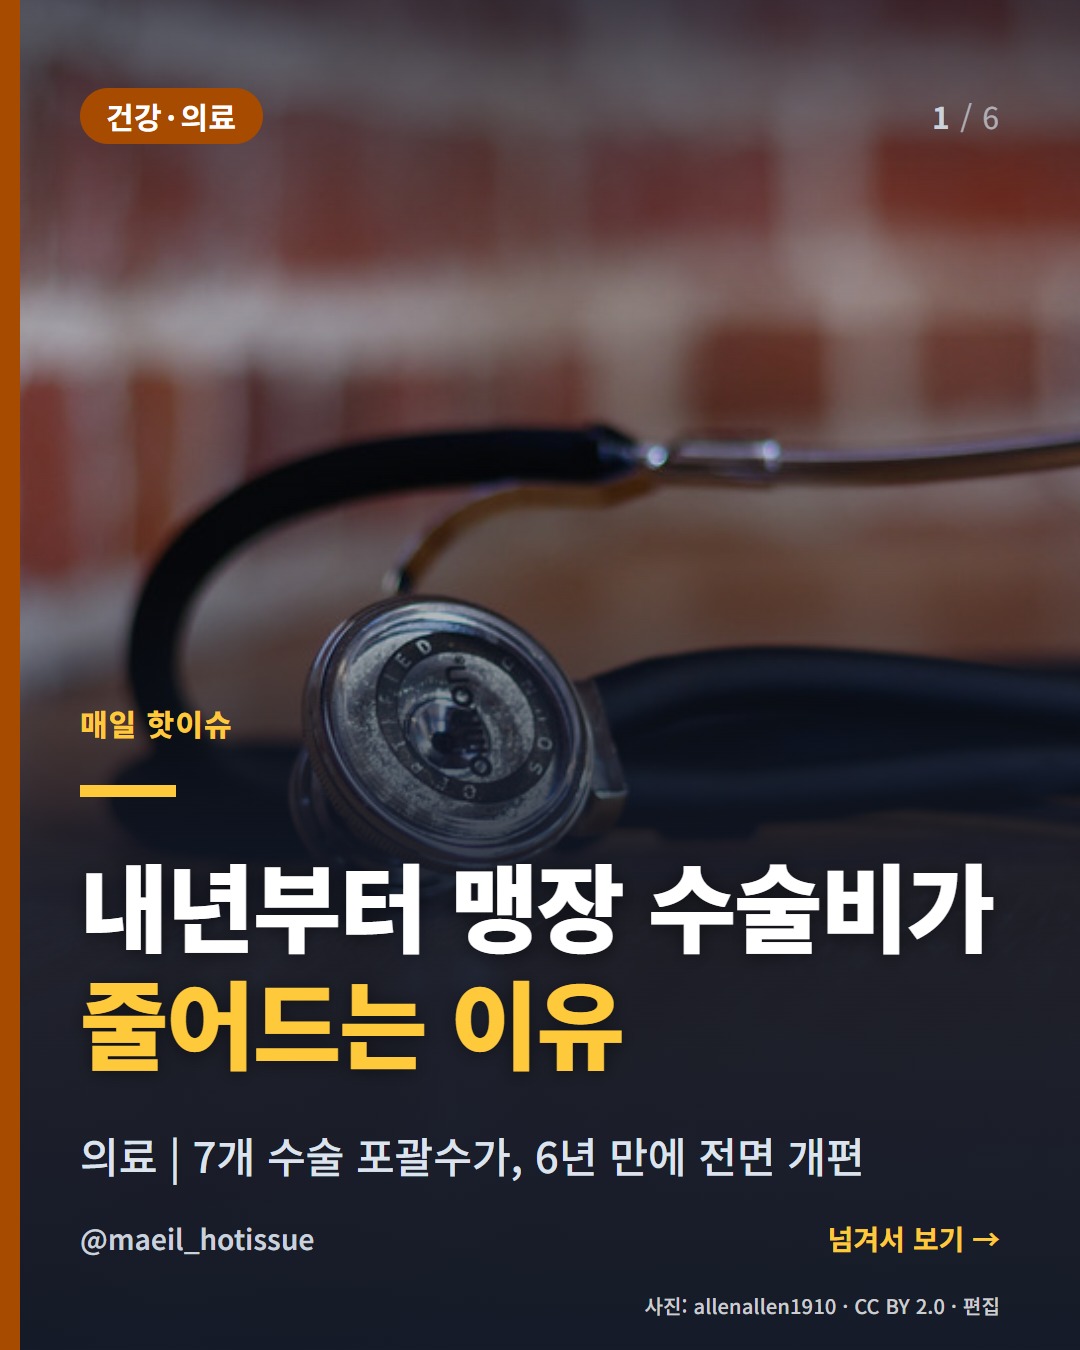 건강·의료
1 / 6
매일 핫이슈
내년부터 맹장 수술비가
줄어드는 이유
의료 | 7개 수술 포괄수가, 6년 만에 전면 개편
@maeil_hotissue
넘겨서 보기 →
사진: allenallen1910 · CC BY 2.0 · 편집